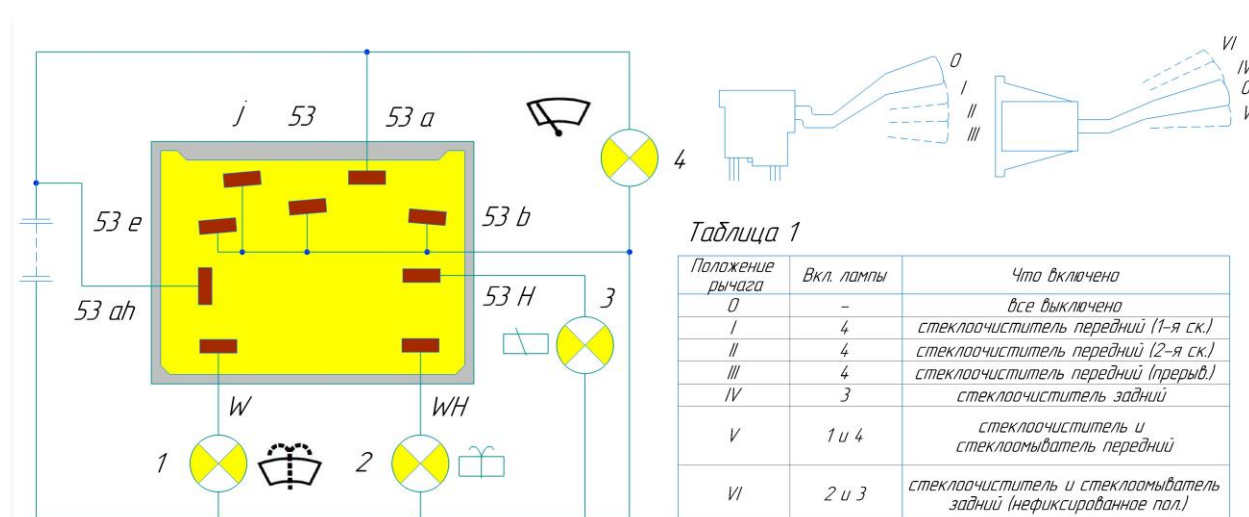 j 53 53 a
4
53 e 53 b
53 ah 53 H 3
W WH
1 2
0
I
II
III
VI
IV
0
V
Таблица 1
Положение рычага Вкл. лампы Что включено
0 – все выключено
I 4 стеклоочиститель передний (1-я ск.)
II 4 стеклоочиститель передний (2-я ск.)
III 4 стеклоочиститель передний (прерыв.)
IV 3 стеклоочиститель задний
V 1 и 4 стеклоочиститель и
стеклоомыватель передний
VI 2 и 3 стеклоочиститель и стеклоомыватель
задний (нефиксированное пол.)